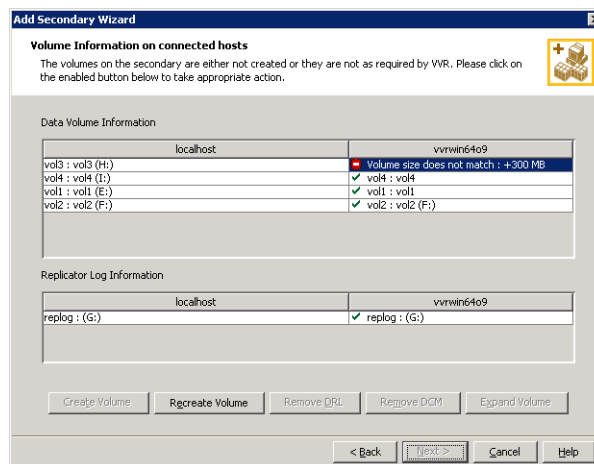 Add Secondary Wizard
Volume Information on connected hosts
The volumes on the secondary are either not created or they are not as required by VVR. Please click on
the enabled button below to take appropriate action.
Data Volume Information
localhost vvrwin64o9
vol3 : vol3 (H:) Volume size does not match : +300 MB
vol4 : vol4 (I:) vol4 : vol4
vol1 : vol1 (E:) vol1 : vol1
vol2 : vol2 (F:) vol2 : vol2 (F:)
Replicator Log Information
localhost vvrwin64o9
replog : (G:) replog : (G:)
Create Volume Recreate Volume Remove DRL Remove DCM Expand Volume
< Back Next > Cancel Help